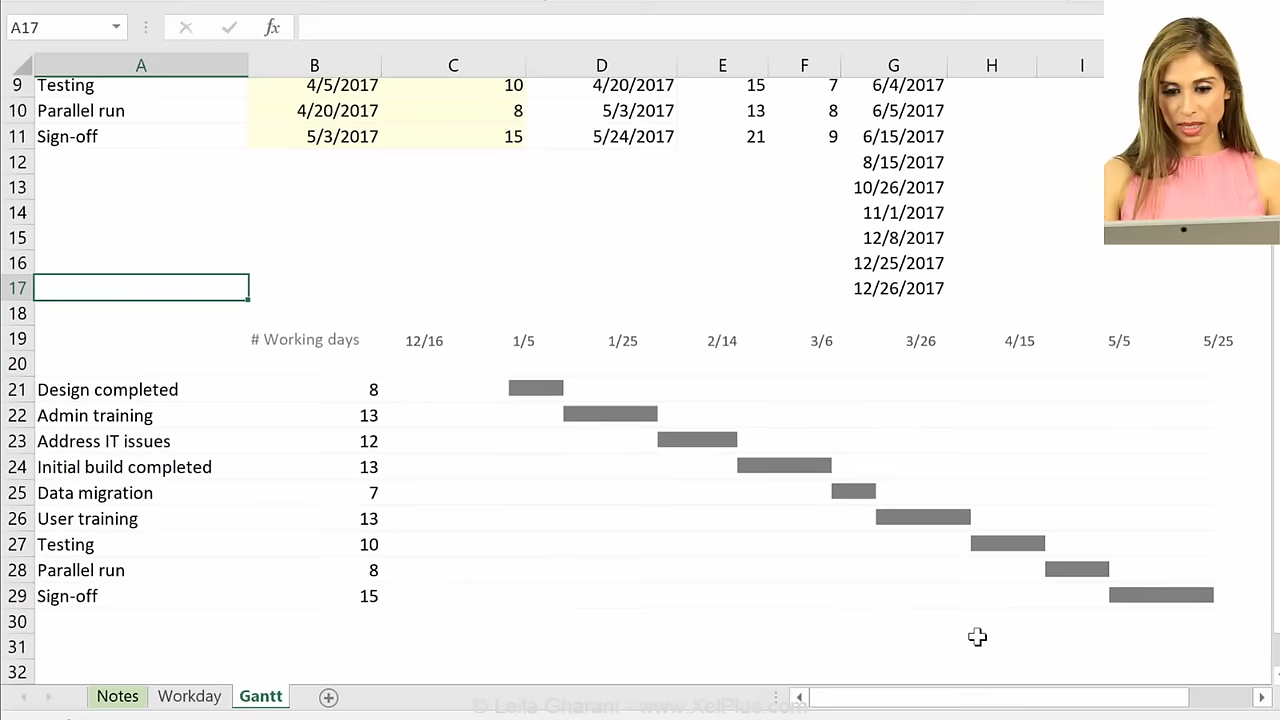 A17 fx
A B C D E F G H I
9 Testing 4/5/2017 10 4/20/2017 15 7 6/4/2017
10 Parallel run 4/20/2017 8 5/3/2017 13 8 6/5/2017
11 Sign-off 5/3/2017 15 5/24/2017 21 9 6/15/2017
12 8/15/2017
13 10/26/2017
14 11/1/2017
15 12/8/2017
16 12/25/2017
17 12/26/2017
18
19 # Working days 12/16 1/5 1/25 2/14 3/6 3/26 4/15 5/5 5/25
20
21 Design completed 8
22 Admin training 13
23 Address IT issues 12
24 Initial build completed 13
25 Data migration 7
26 User training 13
27 Testing 10
28 Parallel run 8
29 Sign-off 15
30
31
32
Notes Workday Gantt
© Leila Gharani - www.XelPlus.com